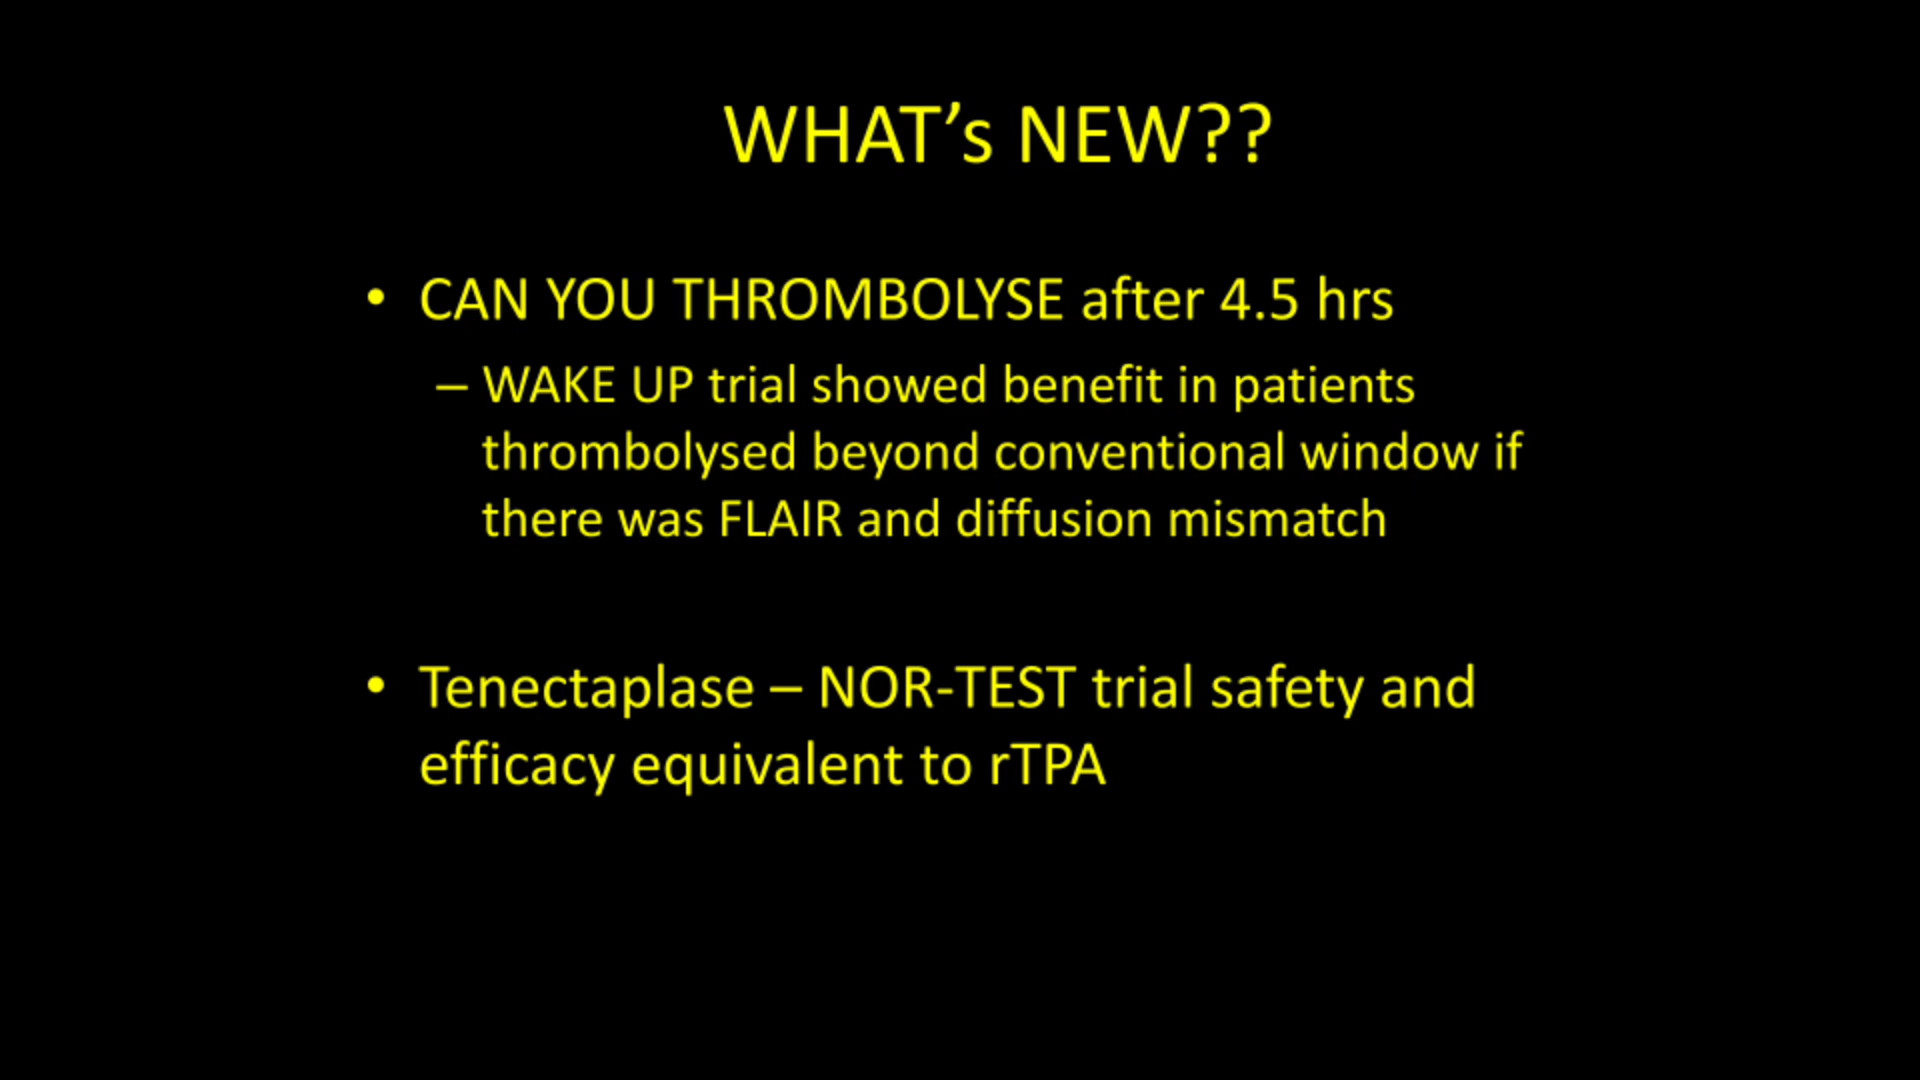 WHAT’s NEW??
• CAN YOU THROMBOLYSE after 4.5 hrs
– WAKE UP trial showed benefit in patients
thrombolysed beyond conventional window if
there was FLAIR and diffusion mismatch
• Tenectaplase – NOR-TEST trial safety and
efficacy equivalent to rTPA